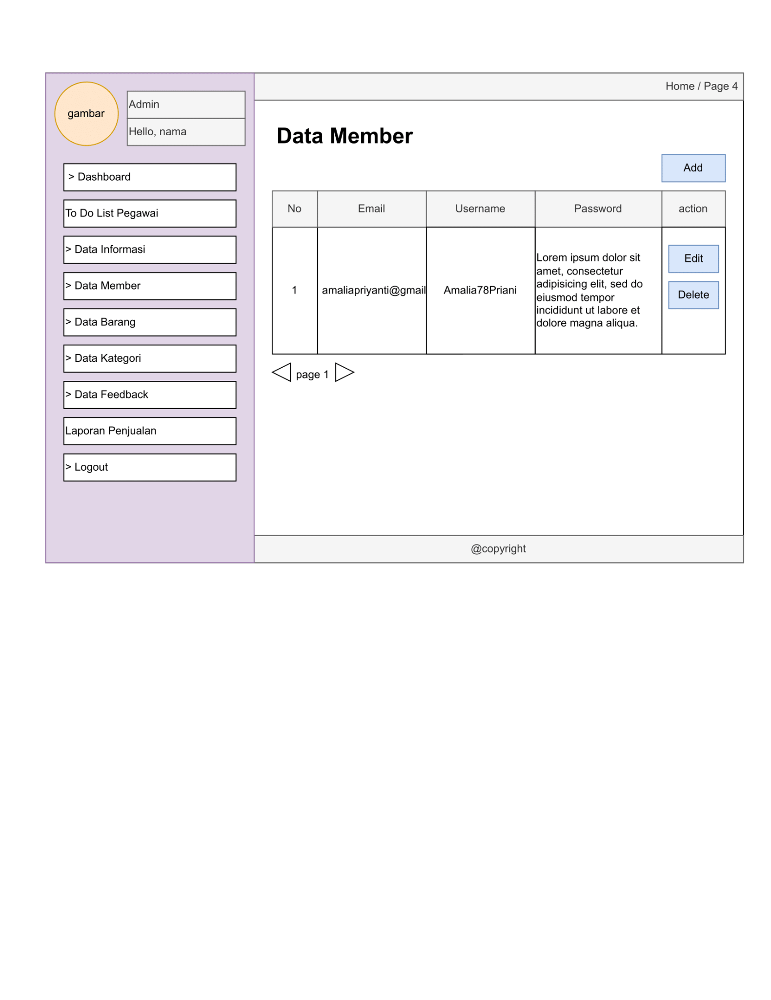 gambar
Admin
Hello, nama
> Dashboard
To Do List Pegawai
> Data Informasi
> Data Member
> Data Barang
> Data Kategori
> Data Feedback
Laporan Penjualan
> Logout
Home / Page 4
Data Member
Add
No Email Username Password action
1 amaliapriyanti@gmail Amalia78Priani
Lorem ipsum dolor sit
amet, consectetur
adipisicing elit, sed do
eiusmod tempor
incididunt ut labore et
dolore magna aliqua.
Edit
Delete
page 1
@copyright